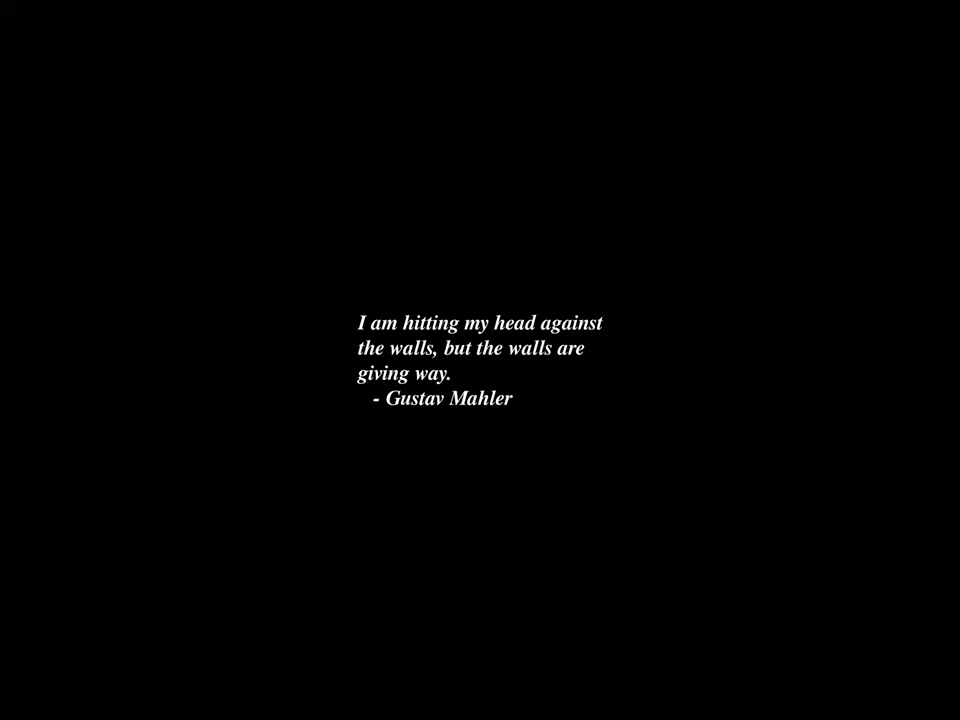 I am hitting my head against
the walls, but the walls are
giving way.
- Gustav Mahler